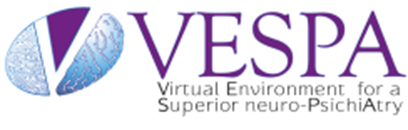 VESPA
Virtual Environment for a
Superior neuro-PsichiAtry